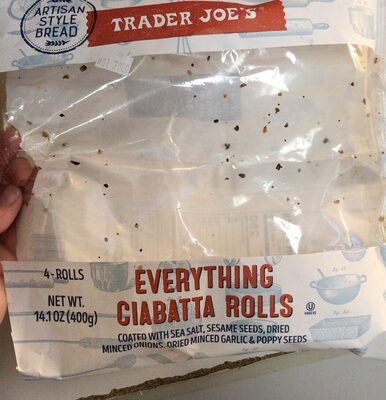 ARTISAN
STYLE
BREAD
TRADER JOE'S
4-ROLLS
NET WT.
14.1 OZ (400g)
EVERYTHING
CIABATTA ROLLS
COATED WITH SEA SALT, SESAME SEEDS, DRIED
MINCED ONIONS, DRIED MINCED GARLIC & POPPY SEEDS
U
PAREVE